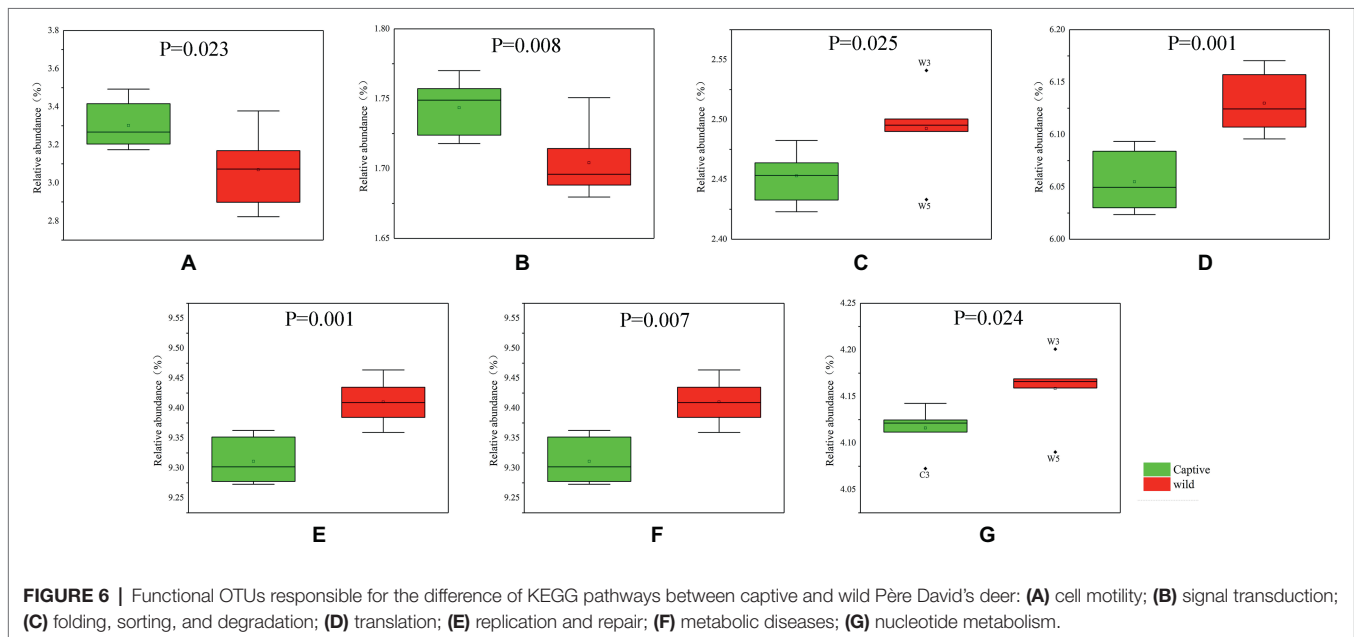 3.8
3.6
3.4
3.2
3.0
2.8
Relative abundance（%）
P=0.023
A
1.80
1.75
1.70
1.65
Relative abundance（%）
P=0.008
B
2.55
2.50
2.45
2.40
Relative abundance（%）
P=0.025
W3
W5
C
6.20
6.15
6.10
6.05
6.00
Relative abundance（%）
P=0.001
D
9.55
9.50
9.45
9.40
9.35
9.30
9.25
Relative abundance（%）
P=0.001
E
9.55
9.50
9.45
9.40
9.35
9.30
9.25
Relative abundance（%）
P=0.007
F
4.25
4.20
4.15
4.10
4.05
Relative abundance (%)
P=0.024
W3
W5
C3
G
Captive
wild
FIGURE 6 | Functional OTUs responsible for the difference of KEGG pathways between captive and wild Père David’s deer: (A) cell motility; (B) signal transduction;
(C) folding, sorting, and degradation; (D) translation; (E) replication and repair; (F) metabolic diseases; (G) nucleotide metabolism.